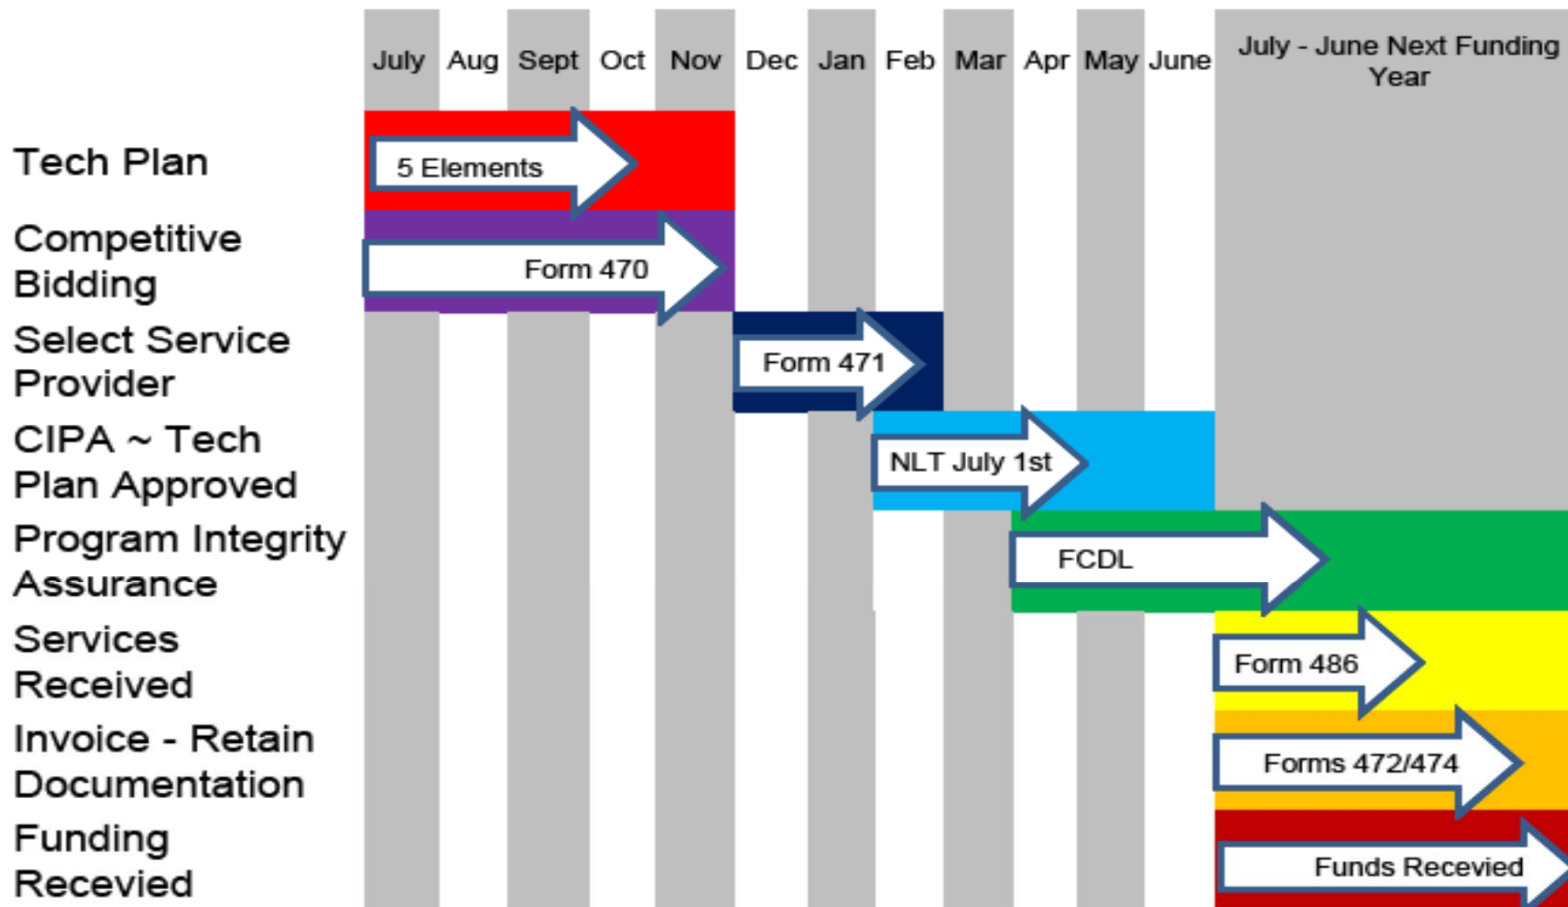 July Aug Sept Oct Nov Dec Jan Feb Mar Apr May June July - June Next Funding
Year
Tech Plan
5 Elements
Competitive
Bidding
Form 470
Select Service
Provider
Form 471
CIPA ~ Tech
Plan Approved
NLT July 1st
Program Integrity
Assurance
FCDL
Services
Received
Form 486
Invoice - Retain
Documentation
Forms 472/474
Funding
Recevied
Funds Recevied